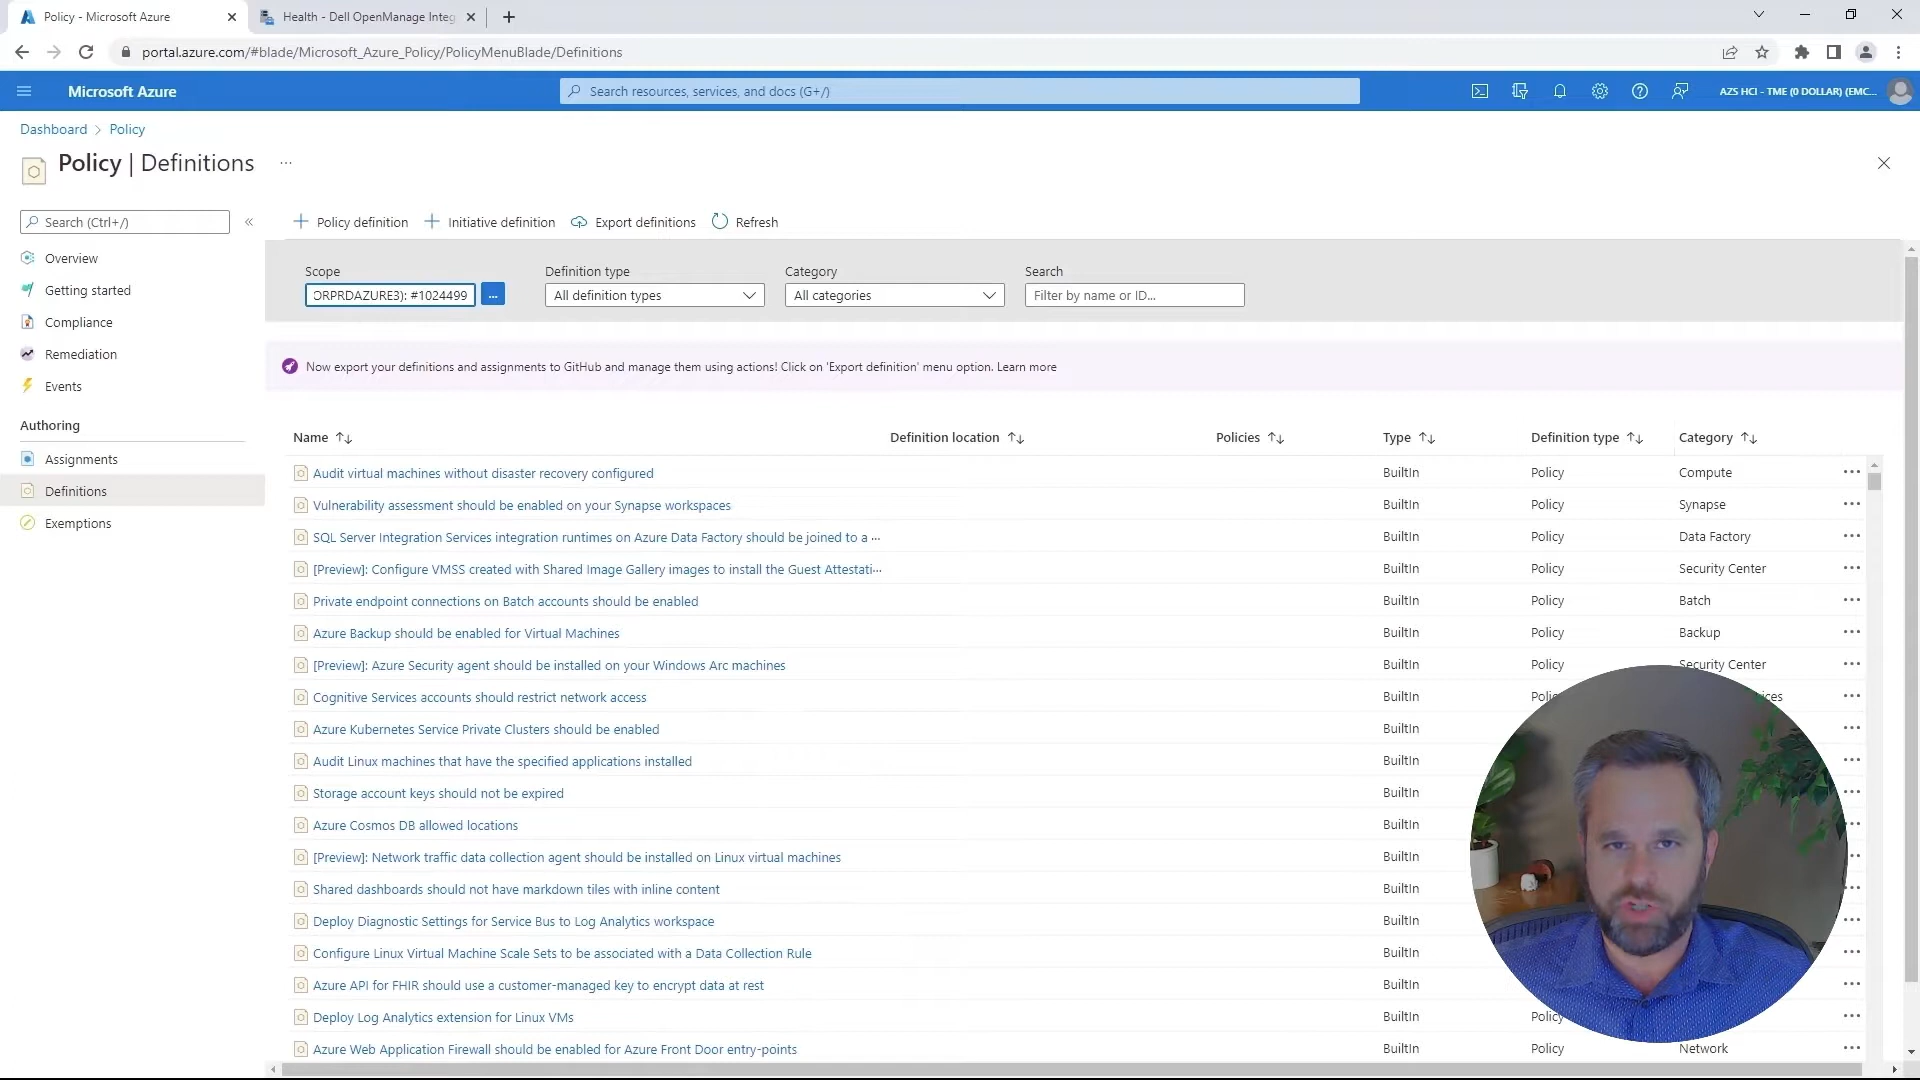 Policy - Microsoft Azure
Health - Dell OpenManage Integ
portal.azure.com/#blade/Microsoft_Azure_Policy/PolicyMenuBlade/Definitions
Microsoft Azure
Search resources, services, and docs (G+/)
AZS HCI - TME (0 DOLLAR) (EMC...
Dashboard > Policy
Policy | Definitions ...
Search (Ctrl+/) «
Overview
Getting started
Compliance
Remediation
Events
Authoring
Assignments
Definitions
Exemptions
+ Policy definition + Initiative definition Export definitions Refresh
Scope Definition type Category Search
ORPRDAZURE3): #1024499 ... All definition types All categories Filter by name or ID...
Now export your definitions and assignments to GitHub and manage them using actions! Click on 'Export definition' menu option. Learn more
Name Definition location Policies Type Definition type Category
Audit virtual machines without disaster recovery configured BuiltIn Policy Compute ...
Vulnerability assessment should be enabled on your Synapse workspaces BuiltIn Policy Synapse ...
SQL Server Integration Services integration runtimes on Azure Data Factory should be joined to a ... BuiltIn Policy Data Factory ...
[Preview]: Configure VMSS created with Shared Image Gallery images to install the Guest Attestati... BuiltIn Policy Security Center ...
Private endpoint connections on Batch accounts should be enabled BuiltIn Policy Batch ...
Azure Backup should be enabled for Virtual Machines BuiltIn Policy Backup ...
[Preview]: Azure Security agent should be installed on your Windows Arc machines BuiltIn Policy Security Center ...
Cognitive Services accounts should restrict network access BuiltIn ...
Azure Kubernetes Service Private Clusters should be enabled BuiltIn ...
Audit Linux machines that have the specified applications installed BuiltIn ...
Storage account keys should not be expired BuiltIn ...
Azure Cosmos DB allowed locations BuiltIn ...
[Preview]: Network traffic data collection agent should be installed on Linux virtual machines BuiltIn ...
Shared dashboards should not have markdown tiles with inline content BuiltIn ...
Deploy Diagnostic Settings for Service Bus to Log Analytics workspace BuiltIn ...
Configure Linux Virtual Machine Scale Sets to be associated with a Data Collection Rule BuiltIn ...
Azure API for FHIR should use a customer-managed key to encrypt data at rest BuiltIn ...
Deploy Log Analytics extension for Linux VMs BuiltIn Policy ...
Azure Web Application Firewall should be enabled for Azure Front Door entry-points BuiltIn Policy Network ...